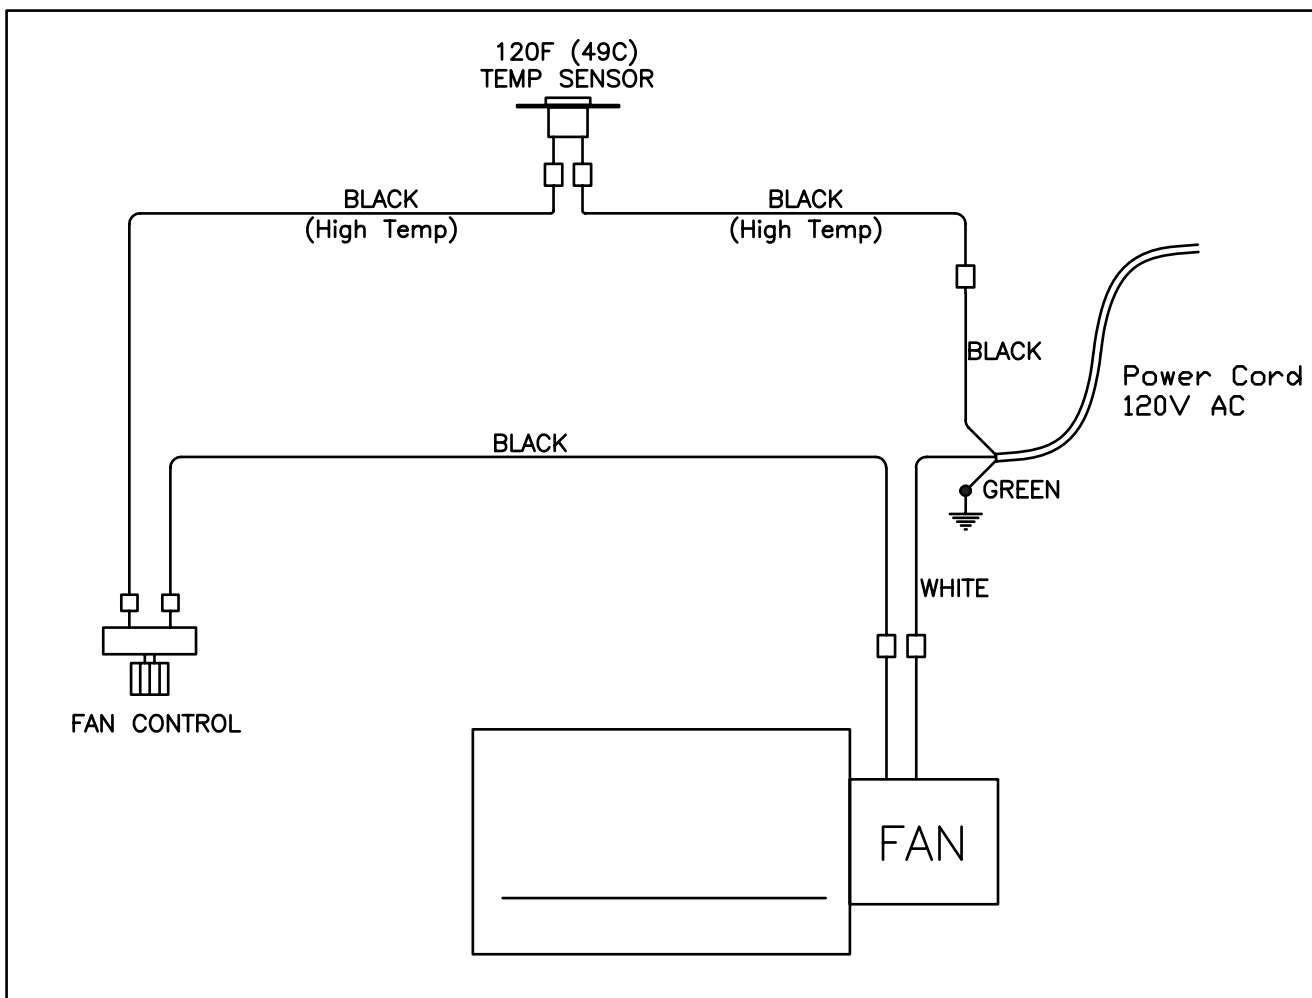 120F (49C)
TEMP SENSOR
BLACK
(High Temp)
BLACK
(High Temp)
BLACK
Power Cord
120V AC
BLACK
GREEN
WHITE
FAN CONTROL
FAN